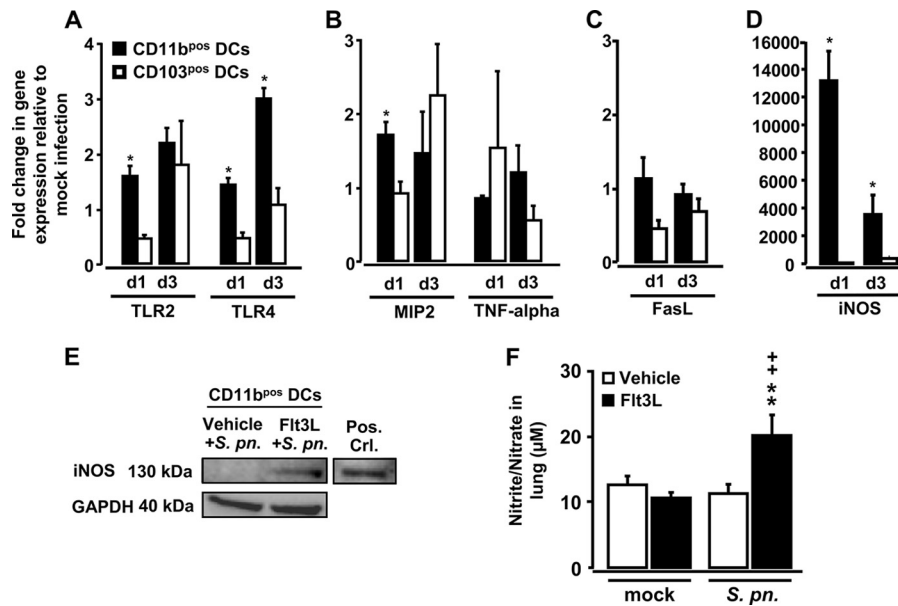 A
Fold change in gene
expression relative to
mock infection
4
3
2
1
0
CD11bpos DCs
CD103pos DCs
*
*
*
d1 d3 d1 d3
TLR2 TLR4
B
3
2
1
0
*
d1 d3
MIP2 TNF-alpha
C
3
2
1
0
d1 d3
FasL
D
16000
14000
12000
10000
8000
6000
4000
2000
0
*
*
d1 d3
iNOS
E
CD11bpos DCs
Vehicle Flt3L Pos.
+S. pn. +S. pn. Crl.
iNOS 130 kDa
GAPDH 40 kDa
F
Nitrite/Nitrate in
lung (µM)
30
20
10
0
Vehicle
Flt3L
++**
mock S. pn.